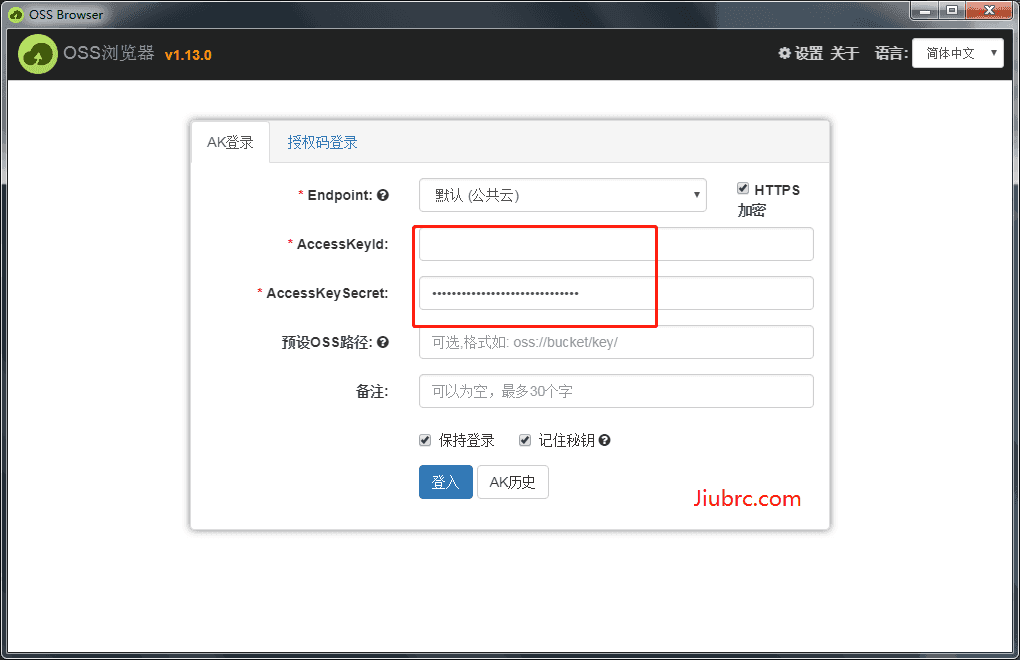 OSS Browser
OSS浏览器 v1.13.0 设置 关于 语言: 简体中文
AK登录 授权码登录
* Endpoint: 默认 (公共云) HTTPS
加密
* AccessKeyId:
* AccessKeySecret: ••••••••••••••••••••••••••••••
预设OSS路径: 可选,格式如: oss://bucket/key/
备注: 可以为空，最多30个字
保持登录 记住秘钥
登入 AK历史
Jiubrc.com